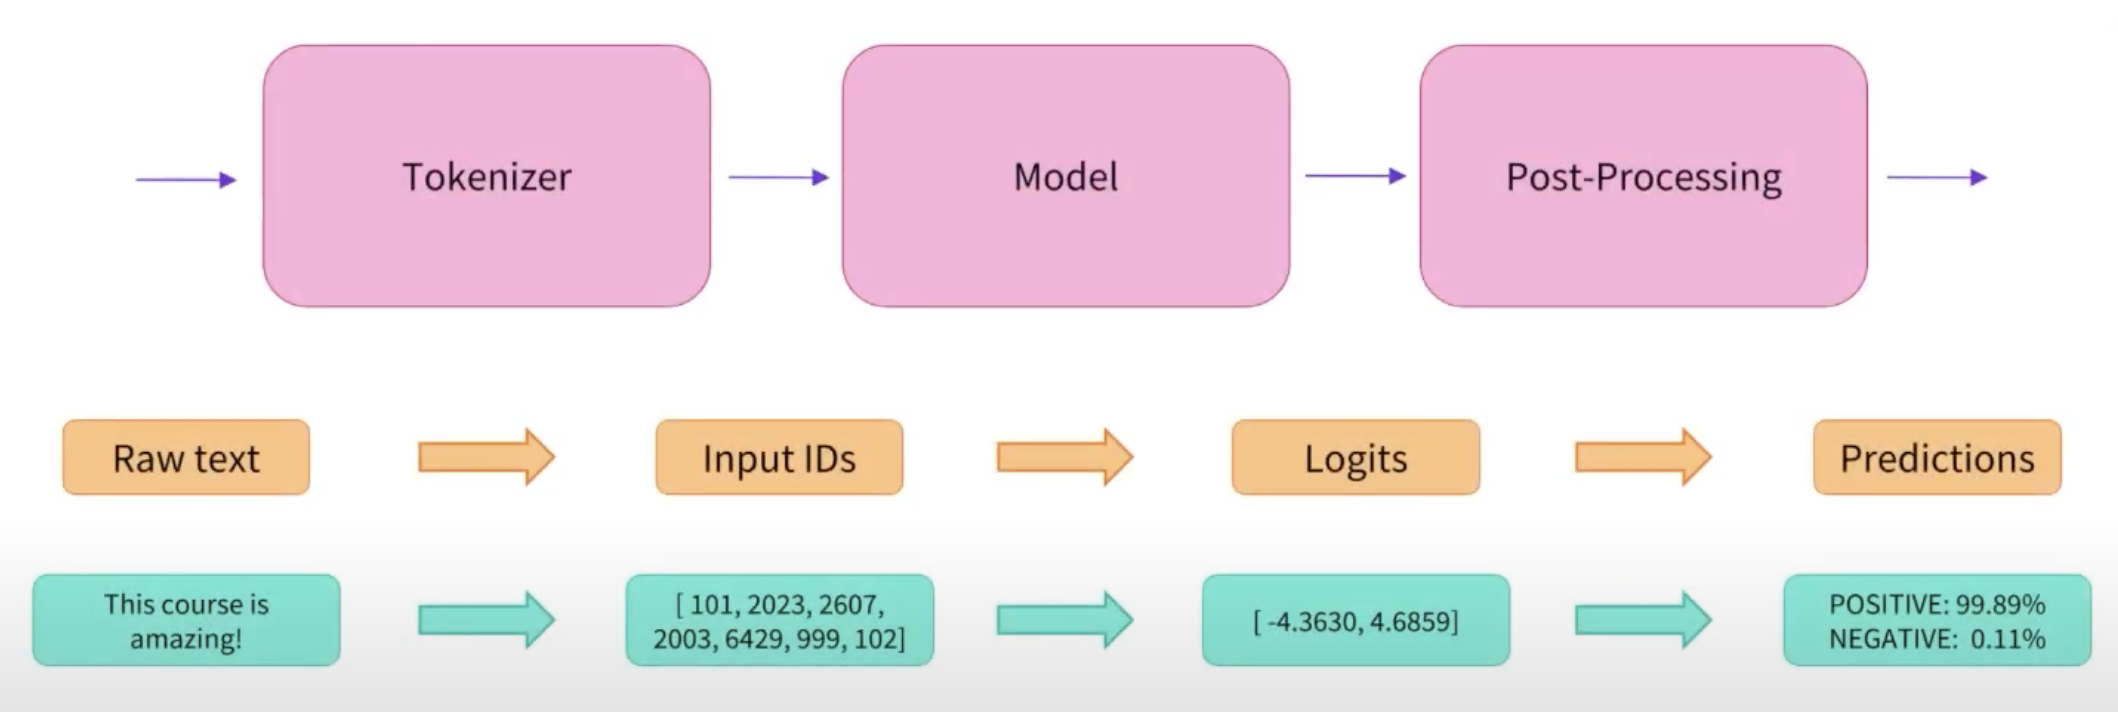 Tokenizer
Model
Post-Processing
Raw text
Input IDs
Logits
Predictions
This course is
amazing!
[ 101, 2023, 2607,
2003, 6429, 999, 102]
[ -4.3630, 4.6859]
POSITIVE: 99.89%
NEGATIVE: 0.11%